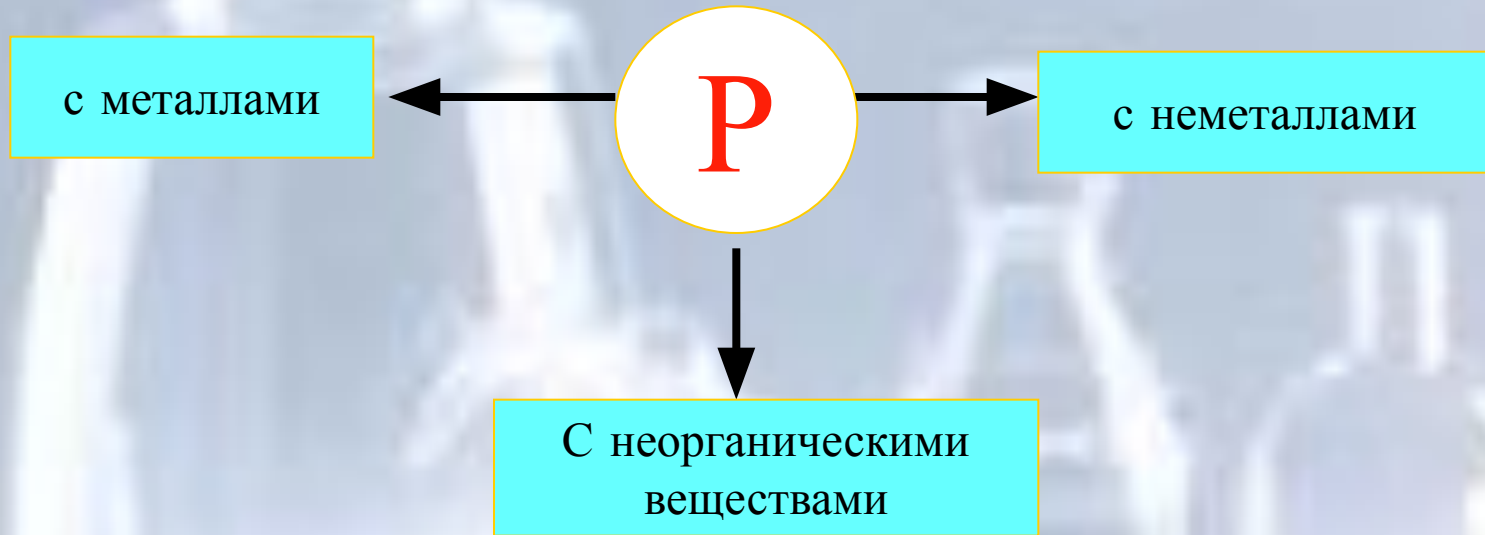 с металлами
P
с неметаллами
С неорганическими
веществами